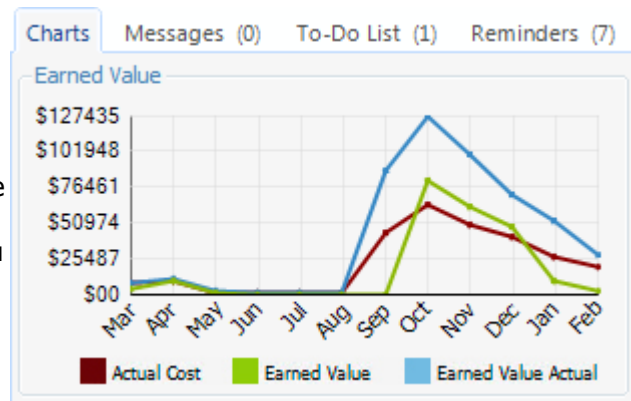 Charts Messages (0) To-Do List (1) Reminders (7)
Earned Value
$127435
$101948
$76461
$50974
$25487
$00
Mar Apr May Jun Jul Aug Sep Oct Nov Dec Jan Feb
Actual Cost Earned Value Earned Value Actual